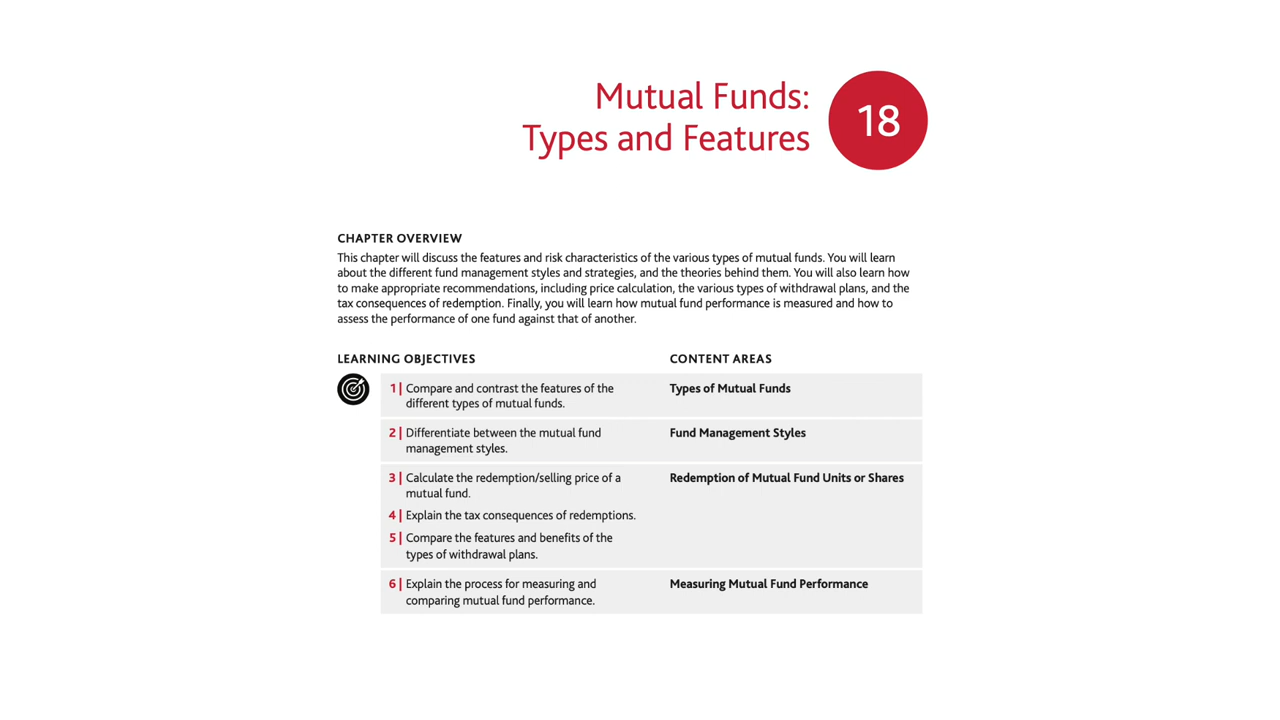 Mutual Funds:
Types and Features
18
CHAPTER OVERVIEW
This chapter will discuss the features and risk characteristics of the various types of mutual funds. You will learn
about the different fund management styles and strategies, and the theories behind them. You will also learn how
to make appropriate recommendations, including price calculation, the various types of withdrawal plans, and the
tax consequences of redemption. Finally, you will learn how mutual fund performance is measured and how to
assess the performance of one fund against that of another.
LEARNING OBJECTIVES
CONTENT AREAS
1 | Compare and contrast the features of the
different types of mutual funds.
Types of Mutual Funds
2 | Differentiate between the mutual fund
management styles.
Fund Management Styles
3 | Calculate the redemption/selling price of a
mutual fund.
Redemption of Mutual Fund Units or Shares
4 | Explain the tax consequences of redemptions.
5 | Compare the features and benefits of the
types of withdrawal plans.
6 | Explain the process for measuring and
comparing mutual fund performance.
Measuring Mutual Fund Performance